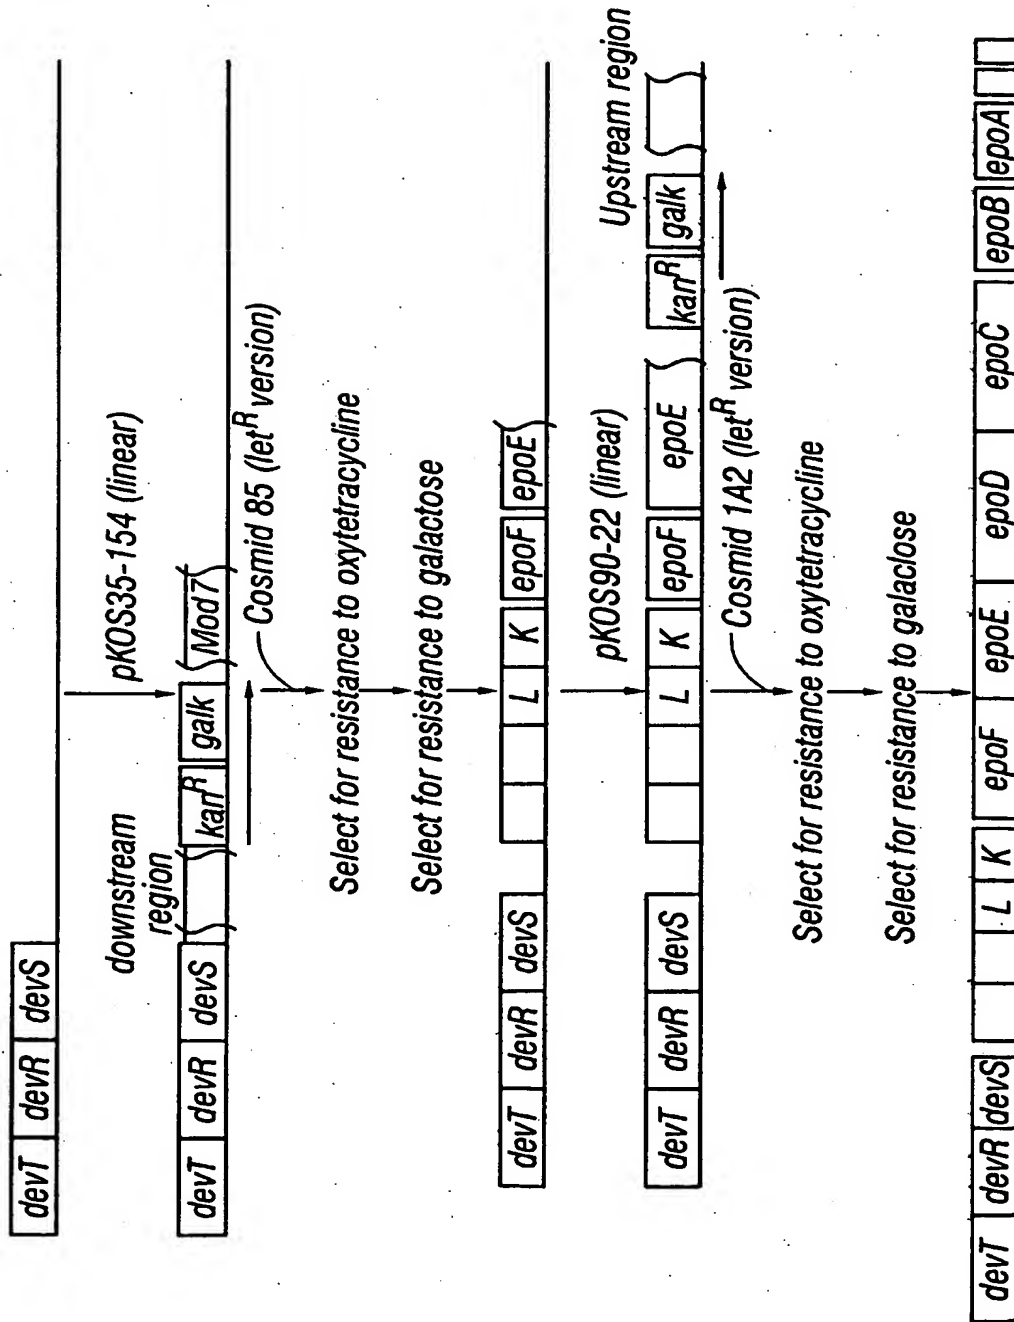 devT devR devS
pKOS35-154 (linear)
downstream
region
devT devR devS kanR galk Mod7
Cosmid 85 (letR version)
Select for resistance to oxytetracycline
Select for resistance to galactose
devT devR devS L K epoF epoE
pKOS90-22 (linear)
Upstream region
devT devR devS L K epoF epoE kanR galk
Cosmid 1A2 (letR version)
Select for resistance to oxytetracycline
Select for resistance to galaclose
devT devR devS L K epoF epoE epoD epoC epoB epoA